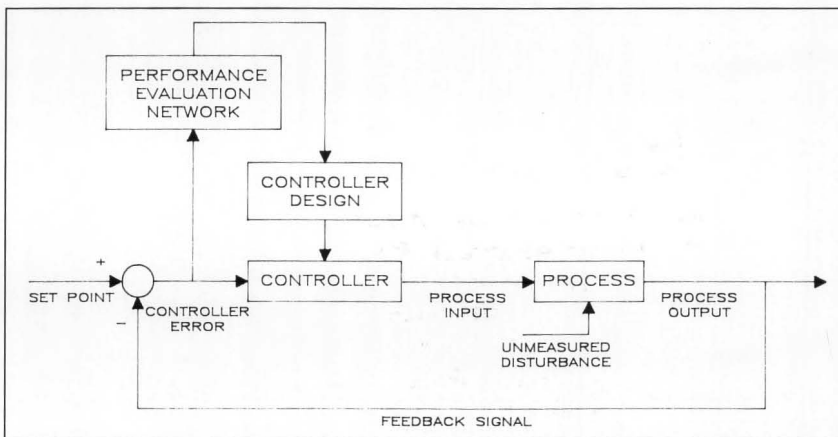 PERFORMANCE
EVALUATION
NETWORK
CONTROLLER
DESIGN
+
CONTROLLER
PROCESS
SET POINT
−
CONTROLLER
ERROR
PROCESS
INPUT
PROCESS
OUTPUT
UNMEASURED
DISTURBANCE
FEEDBACK SIGNAL